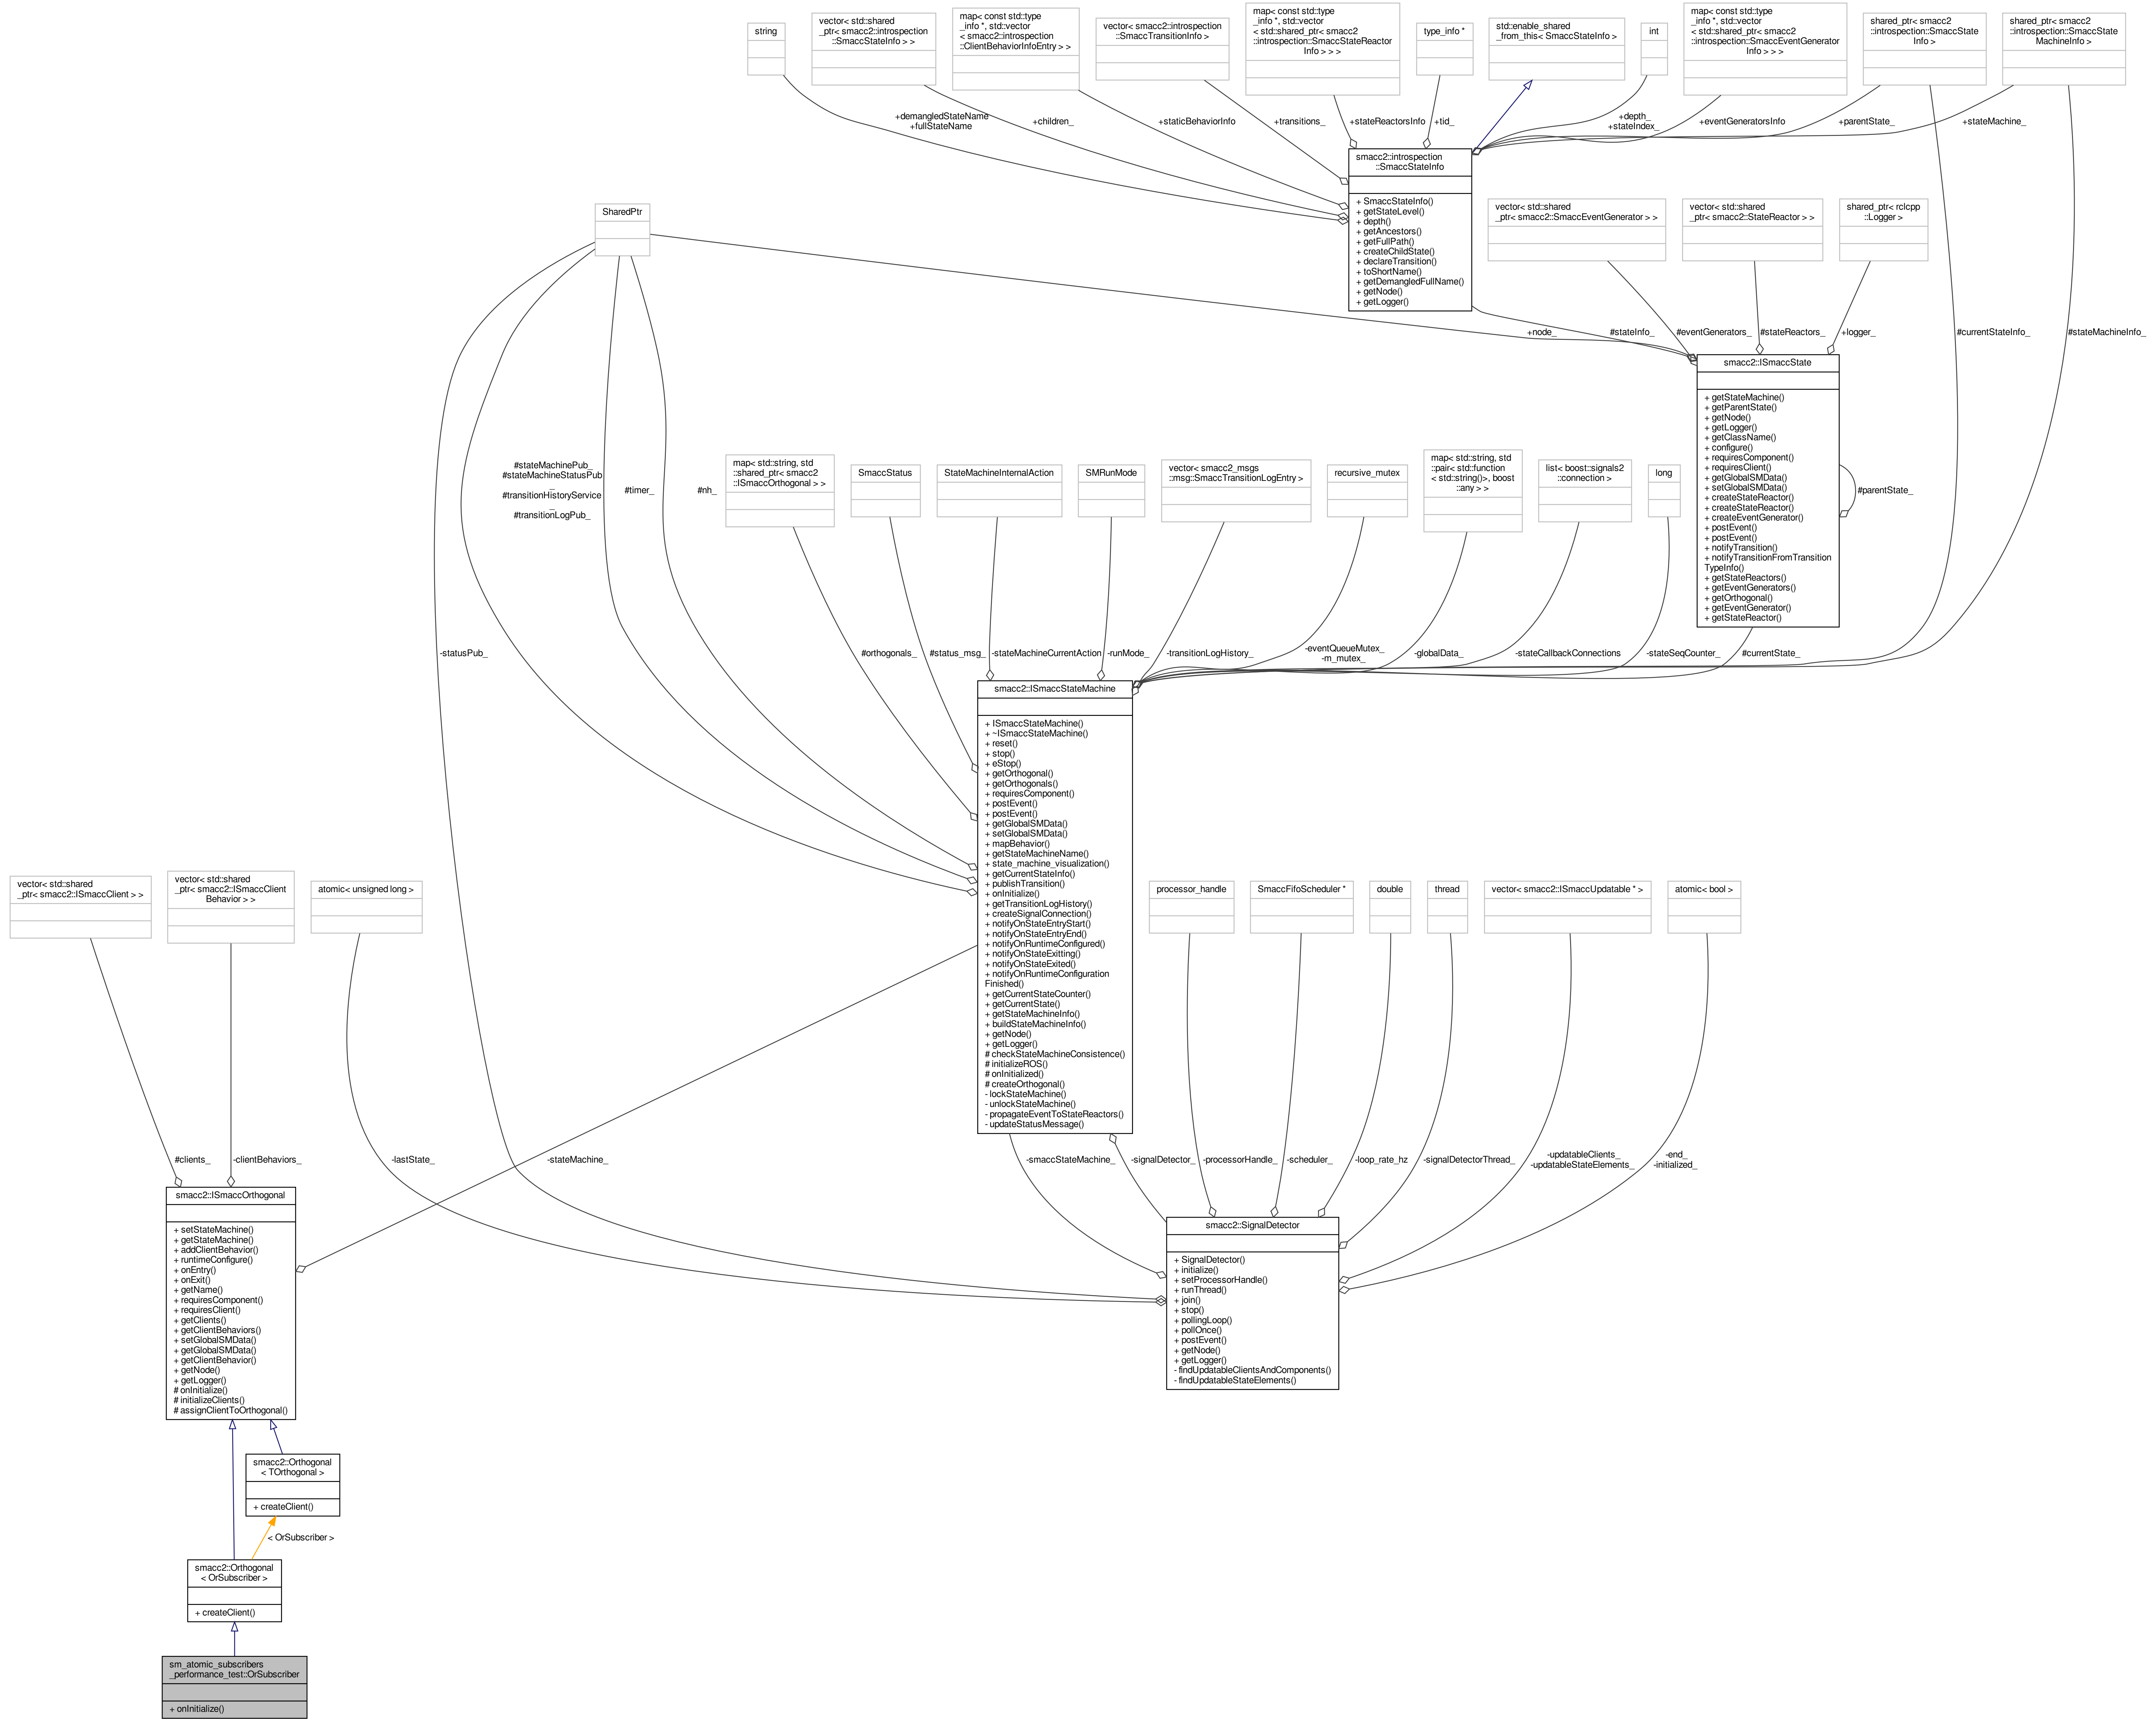 string
vector< std::shared
_ptr< smacc2::introspection
::SmaccStateInfo > >
map< const std::type
_info *, std::vector
< smacc2::introspection
::ClientBehaviorInfoEntry > >
vector< smacc2::introspection
::SmaccTransitionInfo >
map< const std::type
_info *, std::vector
< std::shared_ptr< smacc2
::introspection::SmaccStateReactor
Info > > >
type_info *
std::enable_shared
_from_this< SmaccStateInfo >
int
map< const std::type
_info *, std::vector
< std::shared_ptr< smacc2
::introspection::SmaccEventGenerator
Info > > >
shared_ptr< smacc2
::introspection::SmaccState
Info >
shared_ptr< smacc2
::introspection::SmaccState
MachineInfo >
+demangledStateName
+fullStateName
+children_
+staticBehaviorInfo
+transitions_
+stateReactorsInfo
+tid_
+depth_
+stateIndex_
+eventGeneratorsInfo
+parentState_
+stateMachine_
smacc2::introspection
::SmaccStateInfo
+ SmaccStateInfo()
+ getStateLevel()
+ depth()
+ getAncestors()
+ getFullPath()
+ createChildState()
+ declareTransition()
+ toShortName()
+ getDemangledFullName()
+ getNode()
+ getLogger()
SharedPtr
vector< std::shared
_ptr< smacc2::SmaccEventGenerator > >
vector< std::shared
_ptr< smacc2::StateReactor > >
shared_ptr< rclcpp
::Logger >
+node_
#stateInfo_
#eventGenerators_
#stateReactors_
+logger_
#currentStateInfo_
#stateMachineInfo_
smacc2::ISmaccState
+ getStateMachine()
+ getParentState()
+ getNode()
+ getLogger()
+ getClassName()
+ configure()
+ requiresComponent()
+ requiresClient()
+ getGlobalSMData()
+ setGlobalSMData()
+ createStateReactor()
+ createStateReactor()
+ createEventGenerator()
+ postEvent()
+ postEvent()
+ notifyTransition()
+ notifyTransitionFromTransition
TypeInfo()
+ getStateReactors()
+ getEventGenerators()
+ getOrthogonal()
+ getEventGenerator()
+ getStateReactor()
#parentState_
#stateMachinePub_
#stateMachineStatusPub
_
#transitionHistoryService
_
#transitionLogPub_
#timer_
#nh_
map< std::string, std
::shared_ptr< smacc2
::ISmaccOrthogonal > >
SmaccStatus
StateMachineInternalAction
SMRunMode
vector< smacc2_msgs
::msg::SmaccTransitionLogEntry >
recursive_mutex
map< std::string, std
::pair< std::function
< std::string()>, boost
::any > >
list< boost::signals2
::connection >
long
-statusPub_
#orthogonals_
#status_msg_
-stateMachineCurrentAction
-runMode_
-transitionLogHistory_
-eventQueueMutex_
-m_mutex_
-globalData_
-stateCallbackConnections
-stateSeqCounter_
#currentState_
smacc2::ISmaccStateMachine
+ ISmaccStateMachine()
+ ~ISmaccStateMachine()
+ reset()
+ stop()
+ eStop()
+ getOrthogonal()
+ getOrthogonals()
+ requiresComponent()
+ postEvent()
+ postEvent()
+ getGlobalSMData()
+ setGlobalSMData()
+ mapBehavior()
+ getStateMachineName()
+ state_machine_visualization()
+ getCurrentStateInfo()
+ publishTransition()
+ onInitialize()
+ getTransitionLogHistory()
+ createSignalConnection()
+ notifyOnStateEntryStart()
+ notifyOnStateEntryEnd()
+ notifyOnRuntimeConfigured()
+ notifyOnStateExitting()
+ notifyOnStateExited()
+ notifyOnRuntimeConfiguration
Finished()
+ getCurrentStateCounter()
+ getCurrentState()
+ getStateMachineInfo()
+ buildStateMachineInfo()
+ getNode()
+ getLogger()
# checkStateMachineConsistence()
# initializeROS()
# onInitialized()
# createOrthogonal()
- lockStateMachine()
- unlockStateMachine()
- propagateEventToStateReactors()
- updateStatusMessage()
vector< std::shared
_ptr< smacc2::ISmaccClient > >
vector< std::shared
_ptr< smacc2::ISmaccClient
Behavior > >
atomic< unsigned long >
processor_handle
SmaccFifoScheduler *
double
thread
vector< smacc2::ISmaccUpdatable * >
atomic< bool >
#clients_
-clientBehaviors_
-lastState_
-stateMachine_
-smaccStateMachine_
-signalDetector_
-processorHandle_
-scheduler_
-loop_rate_hz
-signalDetectorThread_
-updatableClients_
-updatableStateElements_
-end_
-initialized_
smacc2::ISmaccOrthogonal
+ setStateMachine()
+ getStateMachine()
+ addClientBehavior()
+ runtimeConfigure()
+ onEntry()
+ onExit()
+ getName()
+ requiresComponent()
+ requiresClient()
+ getClients()
+ getClientBehaviors()
+ setGlobalSMData()
+ getGlobalSMData()
+ getClientBehavior()
+ getNode()
+ getLogger()
# onInitialize()
# initializeClients()
# assignClientToOrthogonal()
smacc2::SignalDetector
+ SignalDetector()
+ initialize()
+ setProcessorHandle()
+ runThread()
+ join()
+ stop()
+ pollingLoop()
+ pollOnce()
+ postEvent()
+ getNode()
+ getLogger()
- findUpdatableClientsAndComponents()
- findUpdatableStateElements()
smacc2::Orthogonal
< TOrthogonal >
+ createClient()
< OrSubscriber >
smacc2::Orthogonal
< OrSubscriber >
+ createClient()
sm_atomic_subscribers
_performance_test::OrSubscriber
+ onInitialize()